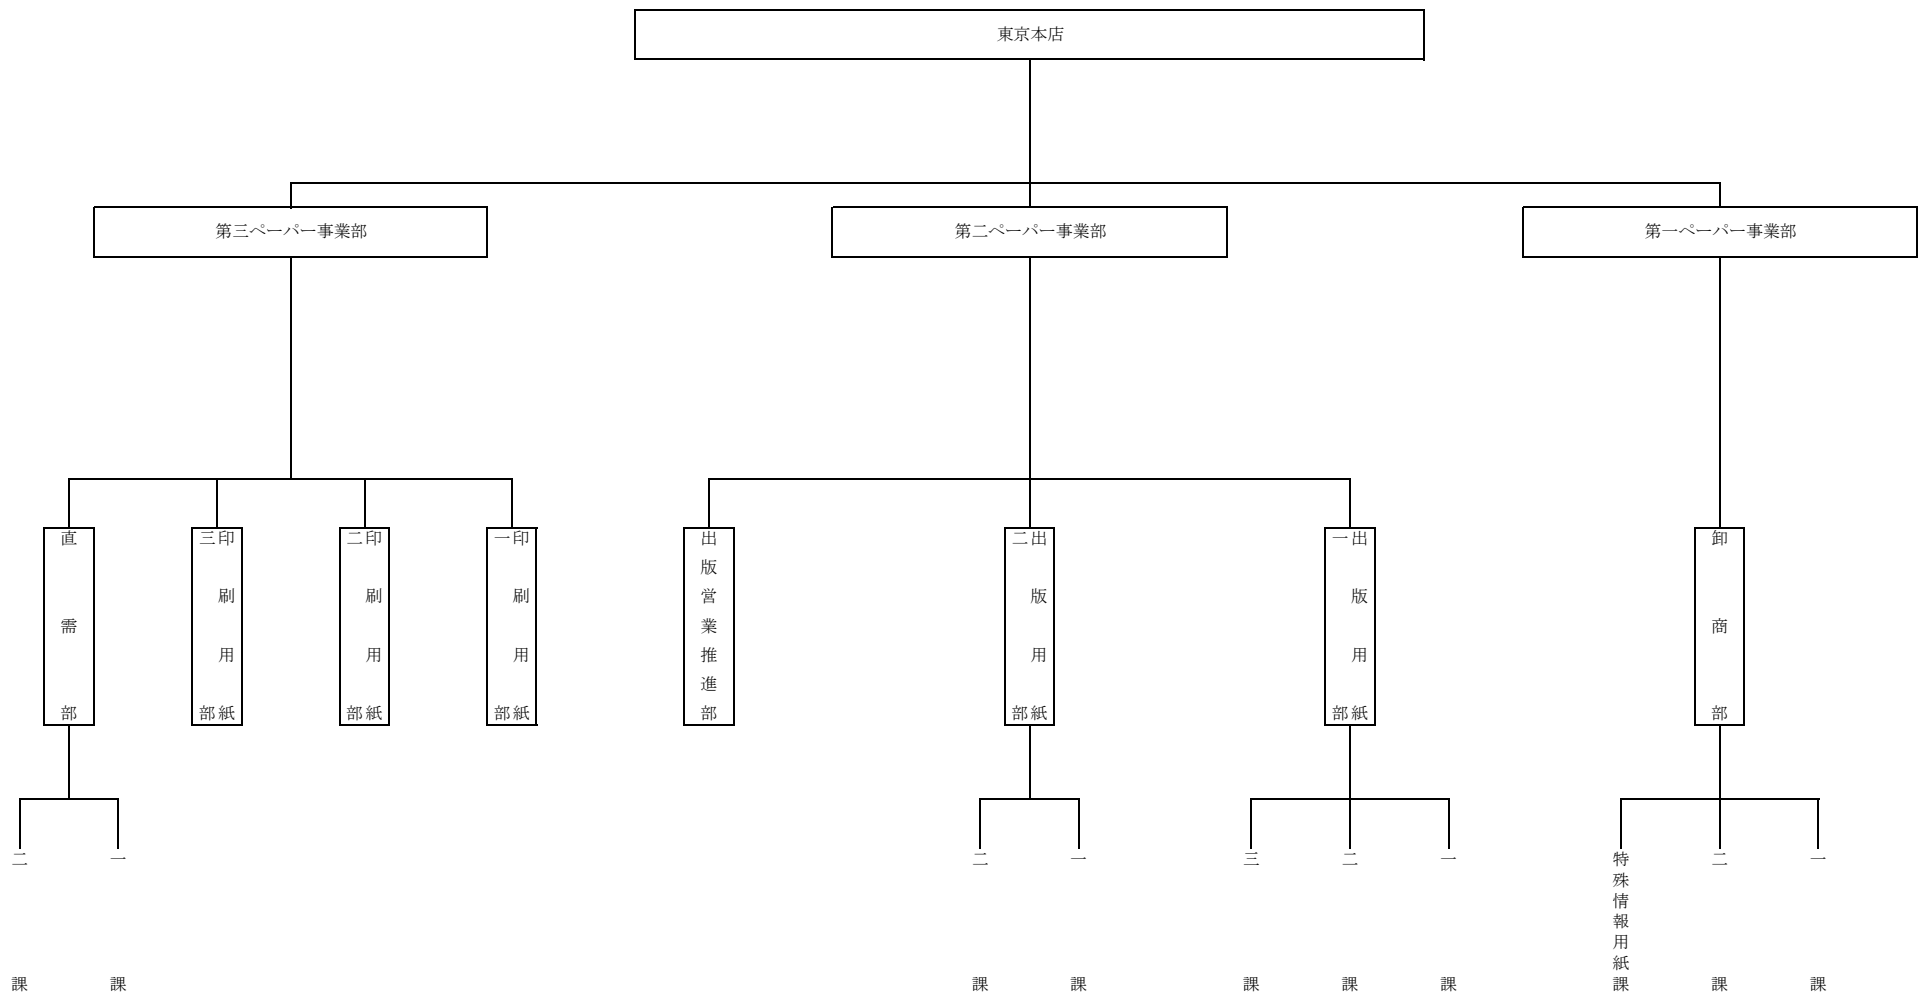 東京本店
第一ペーパー事業部
第二ペーパー事業部
第三ペーパー事業部
卸商部
出版用紙
一部
出版用紙
二部
出版営業推進部
印刷用紙
一部
印刷用紙
二部
印刷用紙
三部
直需部
一課
二課
特殊情報用紙課
一課
二課
三課
一課
二課
一課
二課